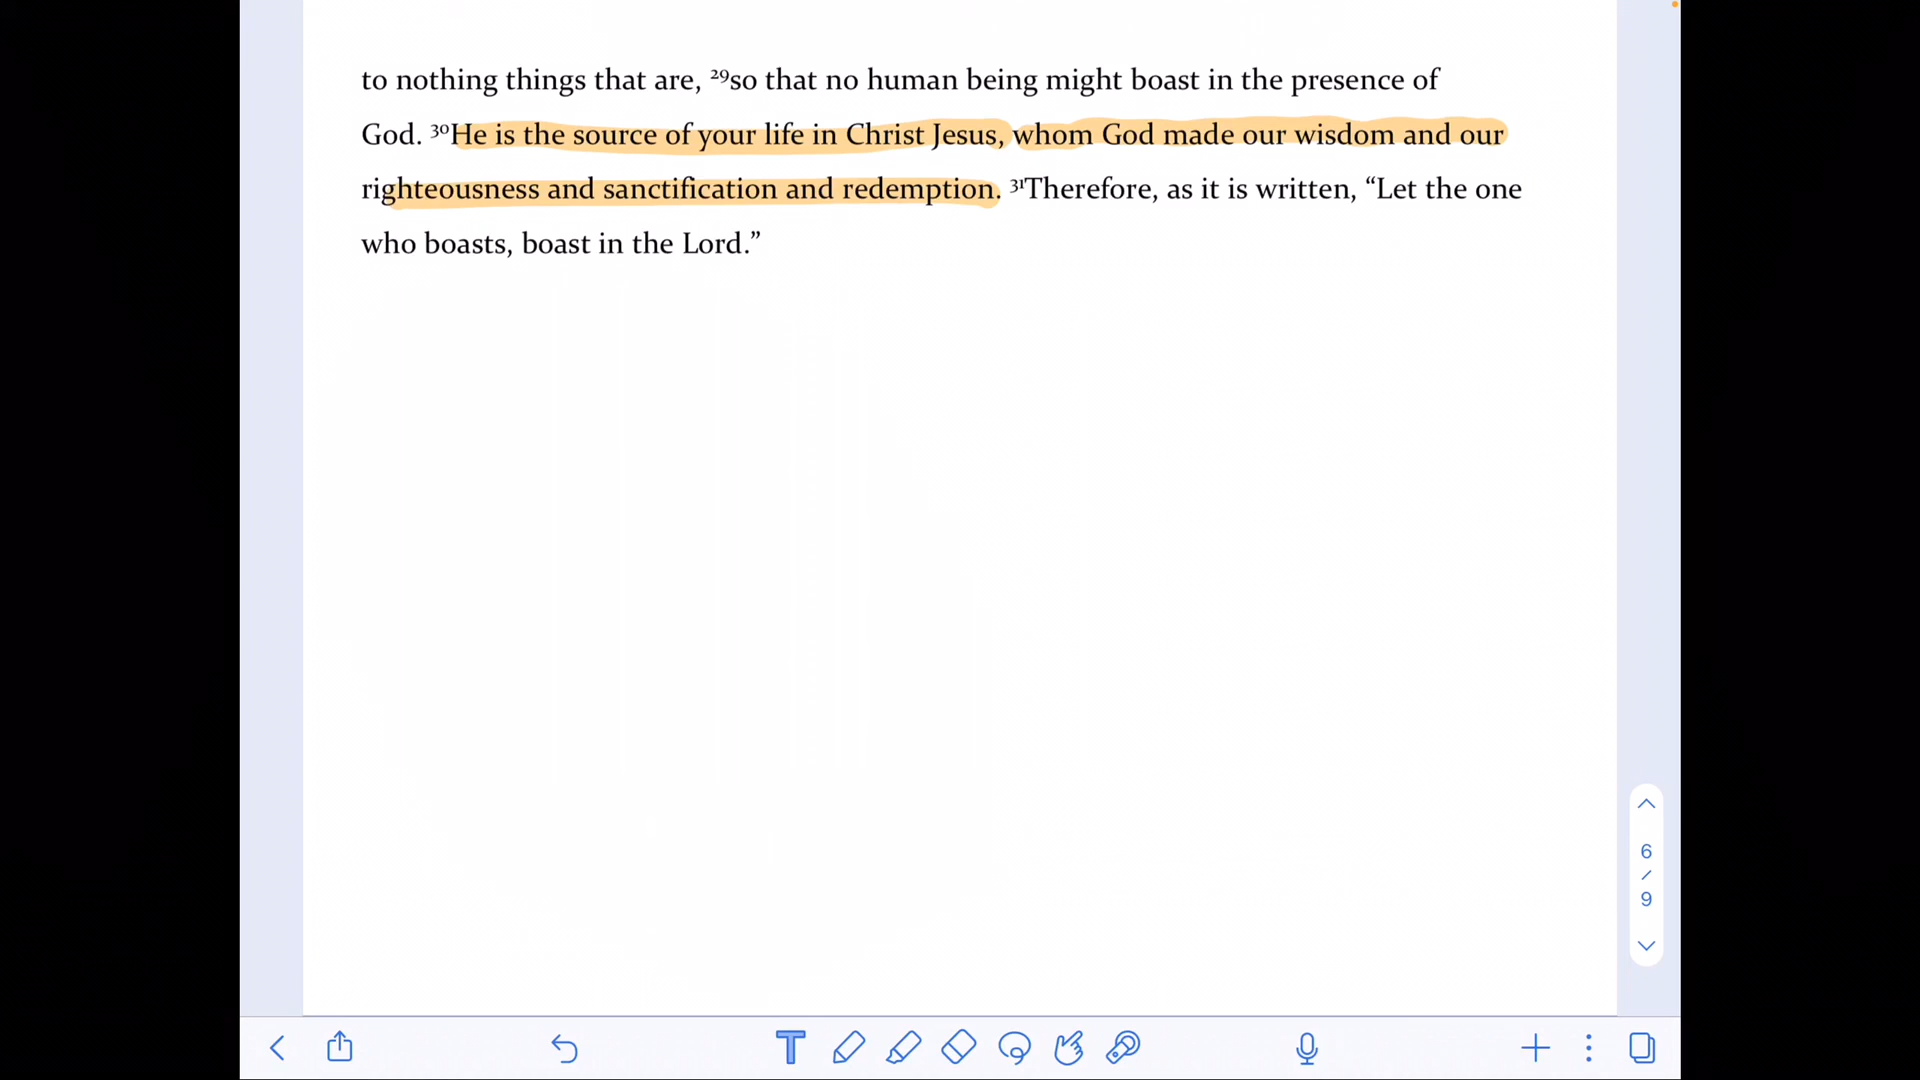 to nothing things that are, ²⁹so that no human being might boast in the presence of
God. ³⁰He is the source of your life in Christ Jesus, whom God made our wisdom and our
righteousness and sanctification and redemption. ³¹Therefore, as it is written, “Let the one
who boasts, boast in the Lord.”
6
/
9
T